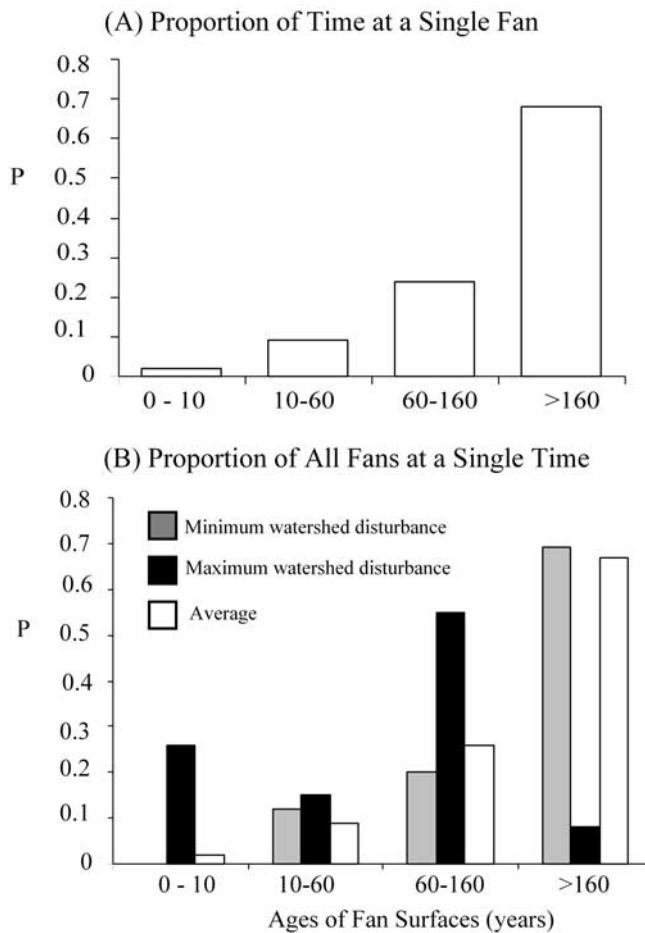 (A) Proportion of Time at a Single Fan
0.8
0.7
0.6
P
0.5
0.4
0.3
0.2
0.1
0
0 - 10 10-60 60-160 >160
(B) Proportion of All Fans at a Single Time
0.8
Minimum watershed disturbance
0.7
Maximum watershed disturbance
0.6
Average
P
0.5
0.4
0.3
0.2
0.1
0
0 - 10 10-60 60-160 >160
Ages of Fan Surfaces (years)